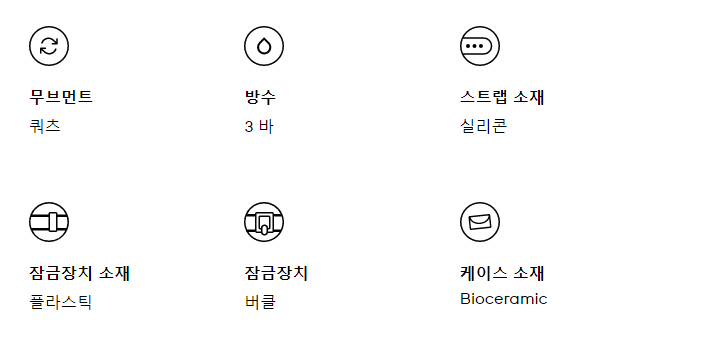 무브먼트
쿼츠
방수
3 바
스트랩 소재
실리콘
잠금장치 소재
플라스틱
잠금장치
버클
케이스 소재
Bioceramic